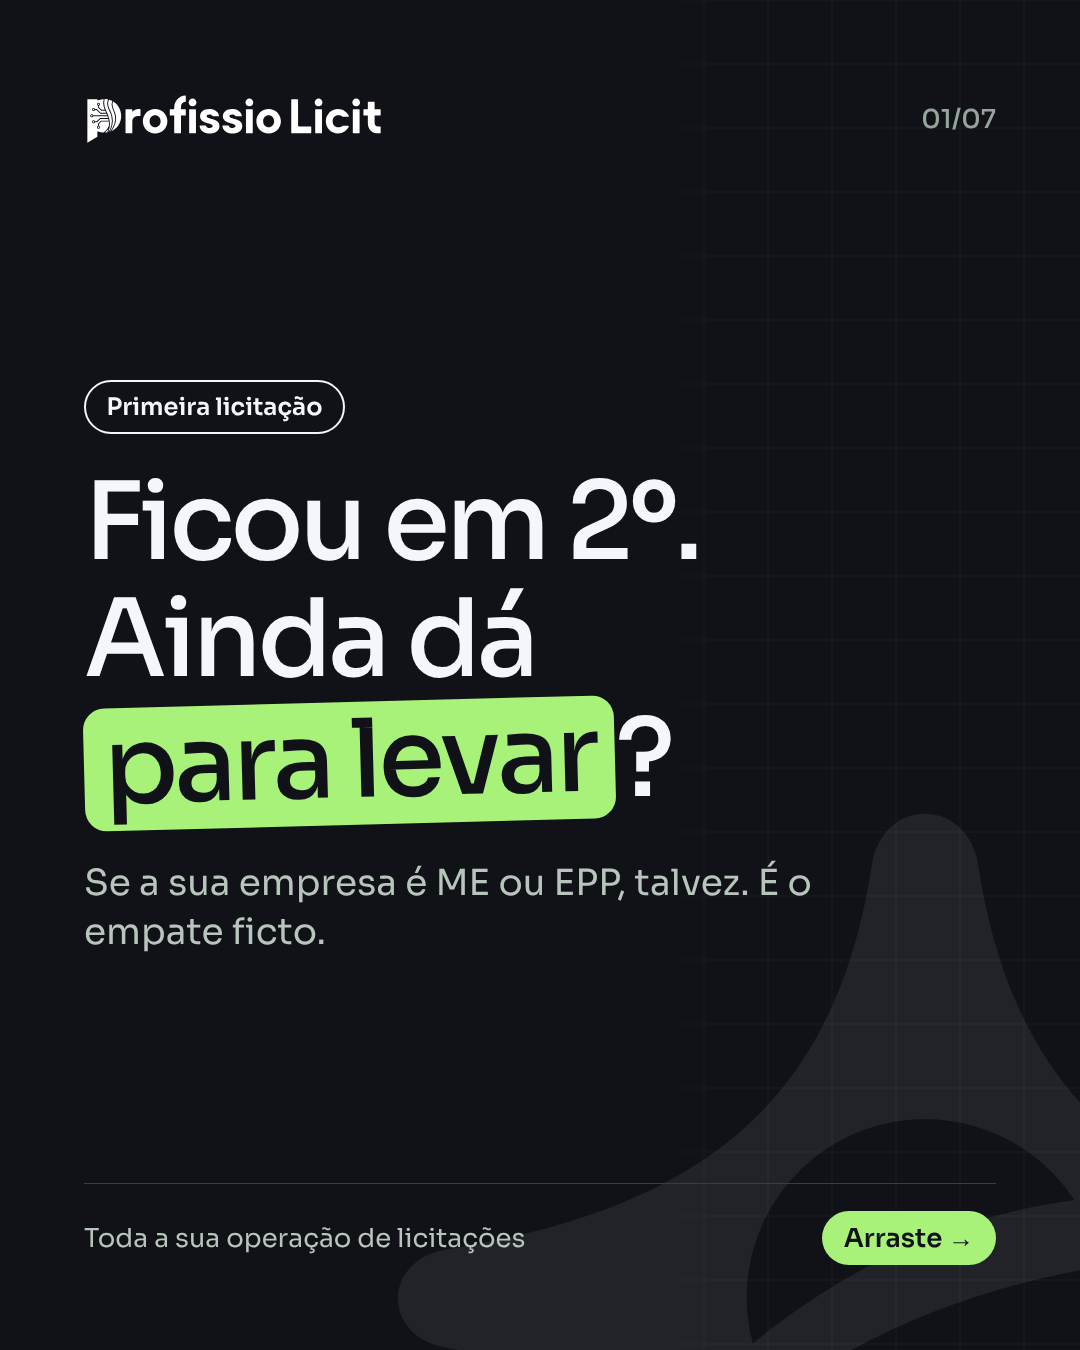 Profissio Licit
01/07
Primeira licitação
Ficou em 2º.
Ainda dá
para levar?
Se a sua empresa é ME ou EPP, talvez. É o
empate ficto.
Toda a sua operação de licitações
Arraste →